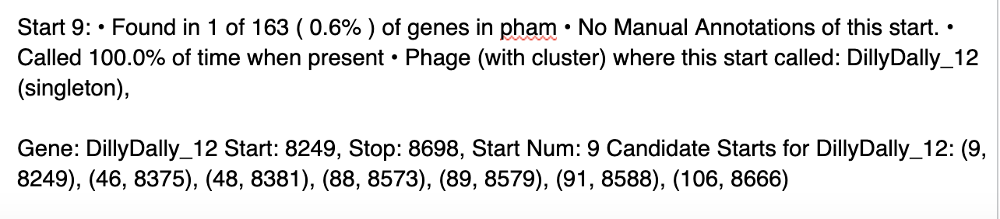 Start 9: • Found in 1 of 163 ( 0.6% ) of genes in pham • No Manual Annotations of this start. •
Called 100.0% of time when present • Phage (with cluster) where this start called: DillyDally_12
(singleton),
Gene: DillyDally_12 Start: 8249, Stop: 8698, Start Num: 9 Candidate Starts for DillyDally_12: (9,
8249), (46, 8375), (48, 8381), (88, 8573), (89, 8579), (91, 8588), (106, 8666)